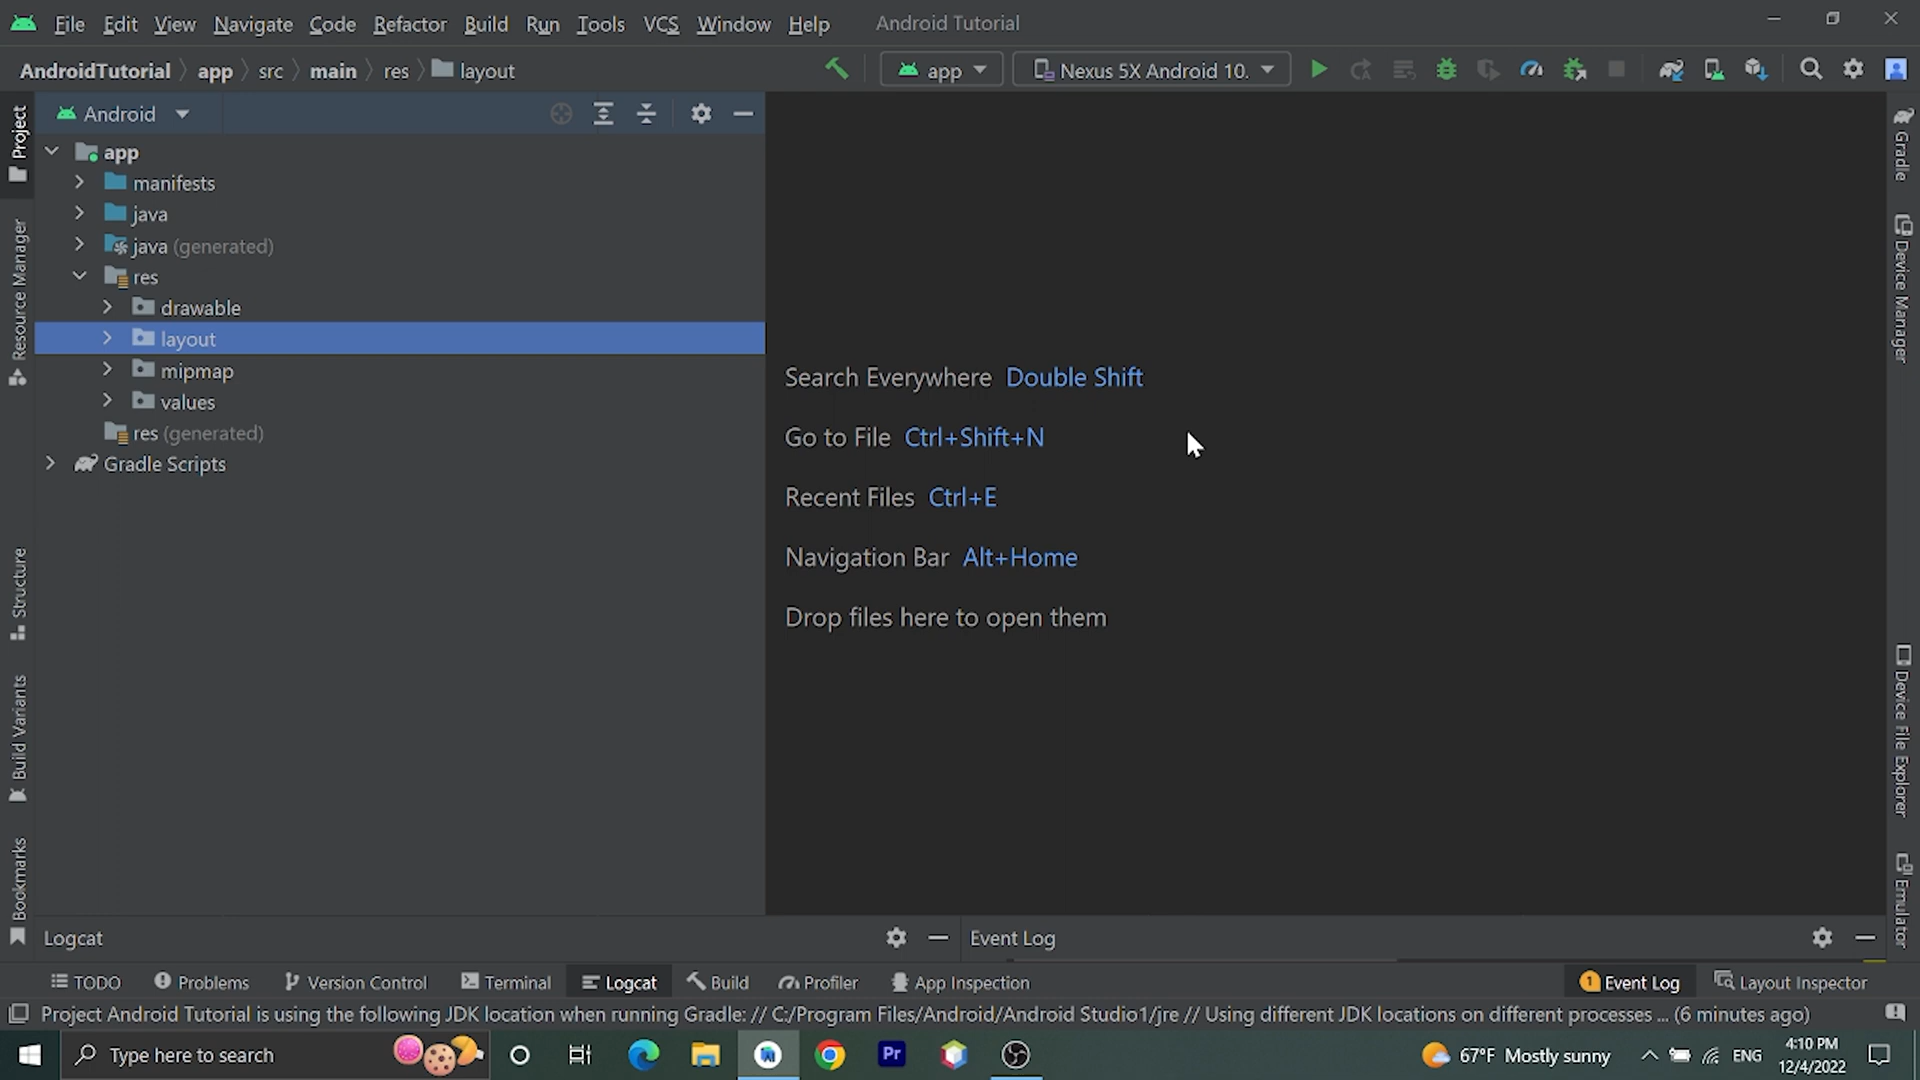 File Edit View Navigate Code Refactor Build Run Tools VCS Window Help Android Tutorial
AndroidTutorial app src main res layout app Nexus 5X Android 10.
Android
app
manifests
java
java (generated)
res
drawable
layout
mipmap
values
res (generated)
Gradle Scripts
Project
Resource Manager
Structure
Build Variants
Bookmarks
Search Everywhere Double Shift
Go to File Ctrl+Shift+N
Recent Files Ctrl+E
Navigation Bar Alt+Home
Drop files here to open them
Gradle
Device Manager
Device File Explorer
Emulator
Logcat Event Log
TODO Problems Version Control Terminal Logcat Build Profiler App Inspection 1 Event Log Layout Inspector
Project Android Tutorial is using the following JDK location when running Gradle: // C:/Program Files/Android/Android Studio1/jre // Using different JDK locations on different processes ... (6 minutes ago)
Type here to search Pr 67°F Mostly sunny ENG 4:10 PM
12/4/2022